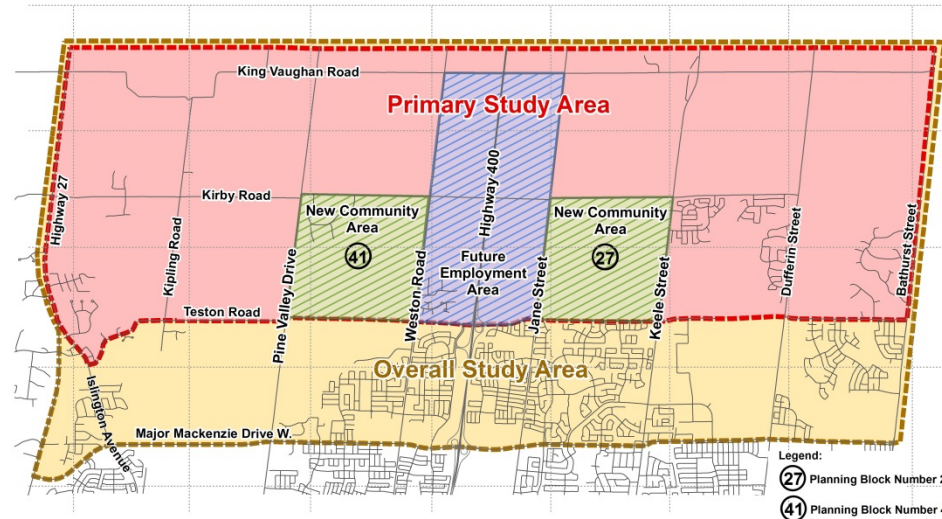 King Vaughan Road
Primary Study Area
Highway 27
Kipling Road
Kirby Road
New Community
Area
41
Pine Valley Drive
Weston Road
Highway 400
Future
Employment
Area
Jane Street
New Community
Area
27
Keele Street
Dufferin Street
Bathurst Street
Teston Road
Overall Study Area
Islington Avenue
Major Mackenzie Drive W.
Legend:
27 Planning Block Number 2
41 Planning Block Number 4